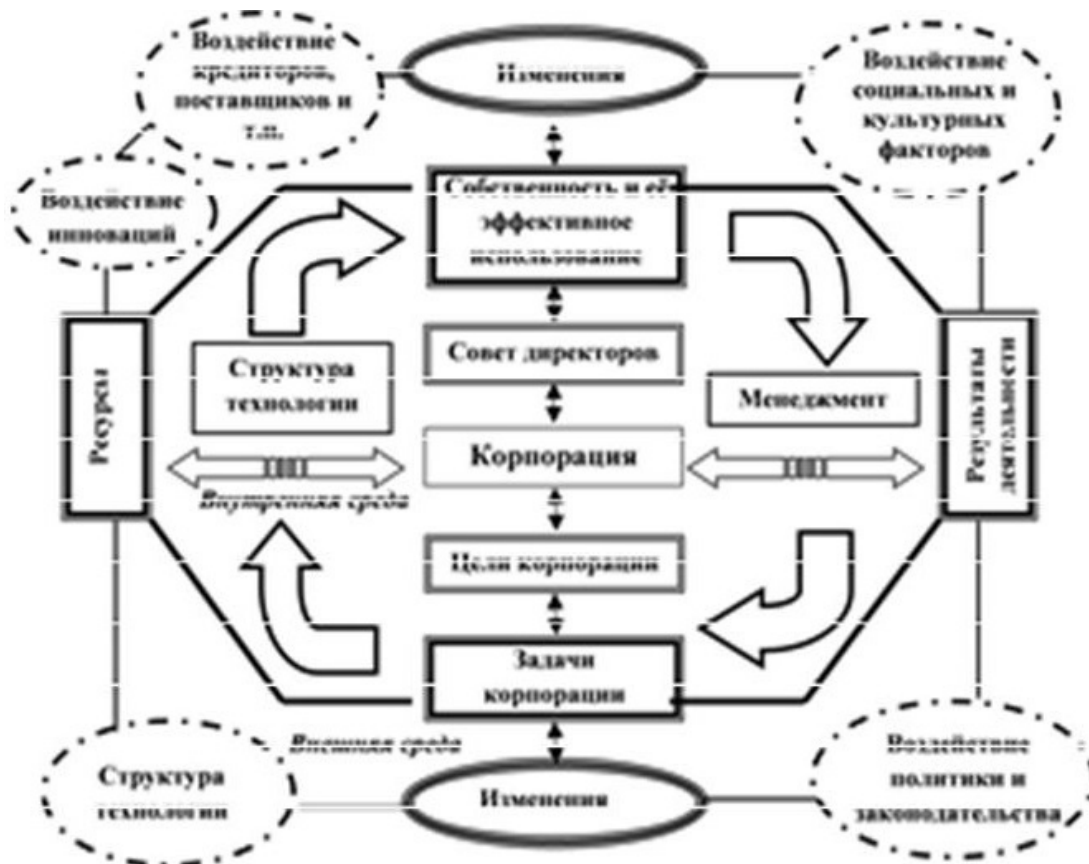 Воздействие
кредиторов,
поставщиков и
т.п.
Изменения
Воздействие
социальных и
культурных
факторов
Воздействие
инноваций
Собственность и её
эффективное
использование
Структура
технологии
Совет директоров
Менеджмент
Ресурсы
Корпорация
Результаты
деятельности
Внутренняя среда
Цели корпорации
Задачи
корпорации
Внешняя среда
Структура
технологии
Изменения
Воздействие
политики и
законодательства